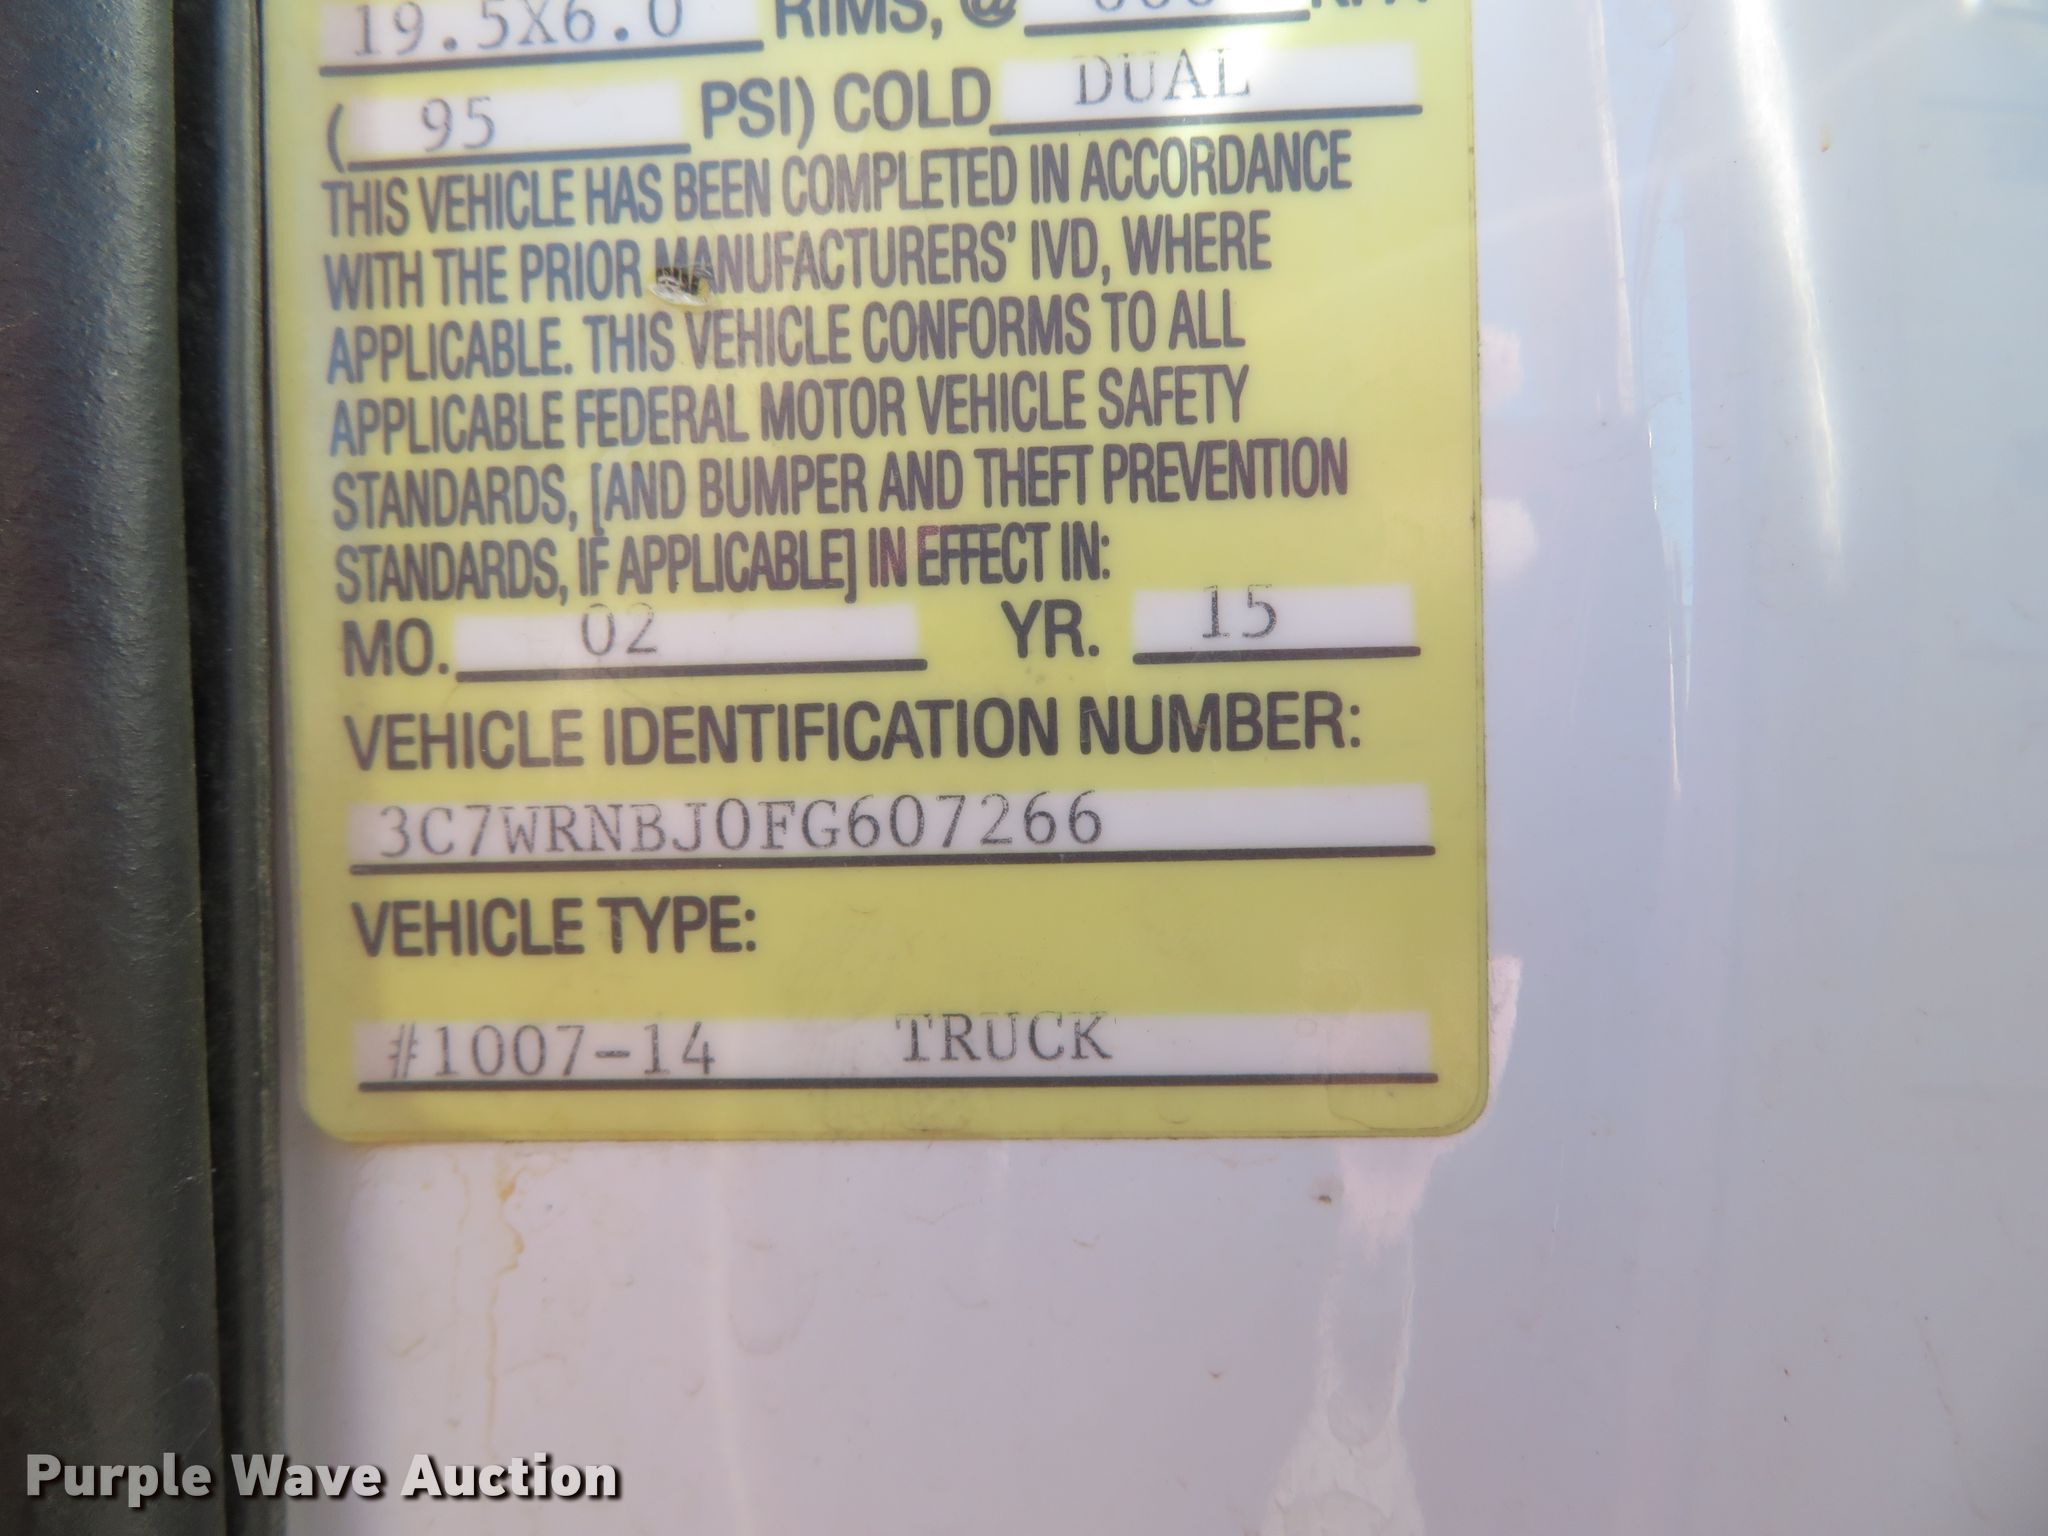 19.5X6.0 RIMS, @
( 95 PSI) COLD DUAL
THIS VEHICLE HAS BEEN COMPLETED IN ACCORDANCE
WITH THE PRIOR MANUFACTURERS' IVD, WHERE
APPLICABLE. THIS VEHICLE CONFORMS TO ALL
APPLICABLE FEDERAL MOTOR VEHICLE SAFETY
STANDARDS, [AND BUMPER AND THEFT PREVENTION
STANDARDS, IF APPLICABLE] IN EFFECT IN:
MO. 02 YR. 15
VEHICLE IDENTIFICATION NUMBER:
3C7WRNBJ0FG607266
VEHICLE TYPE:
#1007-14 TRUCK
Purple Wave Auction